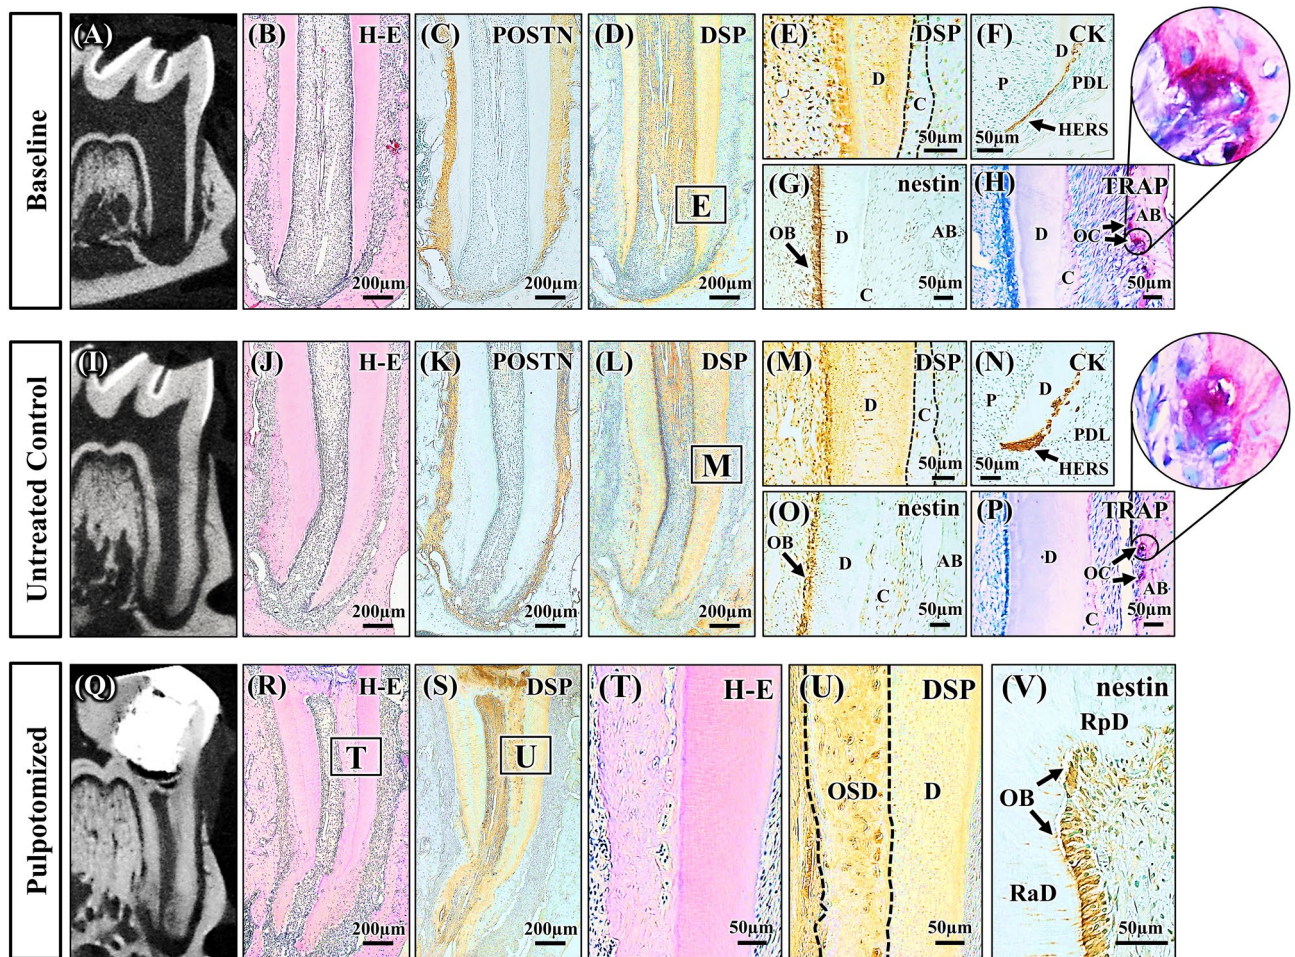 Baseline
(A)
(B) H-E
200µm
(C) POSTN
200µm
(D) DSP
E
200µm
(E) DSP
D
C
50µm
(F) CK
D
P
PDL
HERS
50µm
(G) nestin
OB
D
AB
C
50µm
(H) TRAP
AB
OC
D
C
50µm
Untreated Control
(I)
(J) H-E
200µm
(K) POSTN
200µm
(L) DSP
M
200µm
(M) DSP
D
C
50µm
(N) CK
D
P
PDL
HERS
50µm
(O) nestin
OB
D
AB
C
50µm
(P) TRAP
D
OC
AB
C
50µm
Pulpotomized
(Q)
(R) H-E
T
200µm
(S) DSP
U
200µm
(T) H-E
50µm
(U) DSP
OSD
D
50µm
(V) nestin
RpD
OB
RaD
50µm